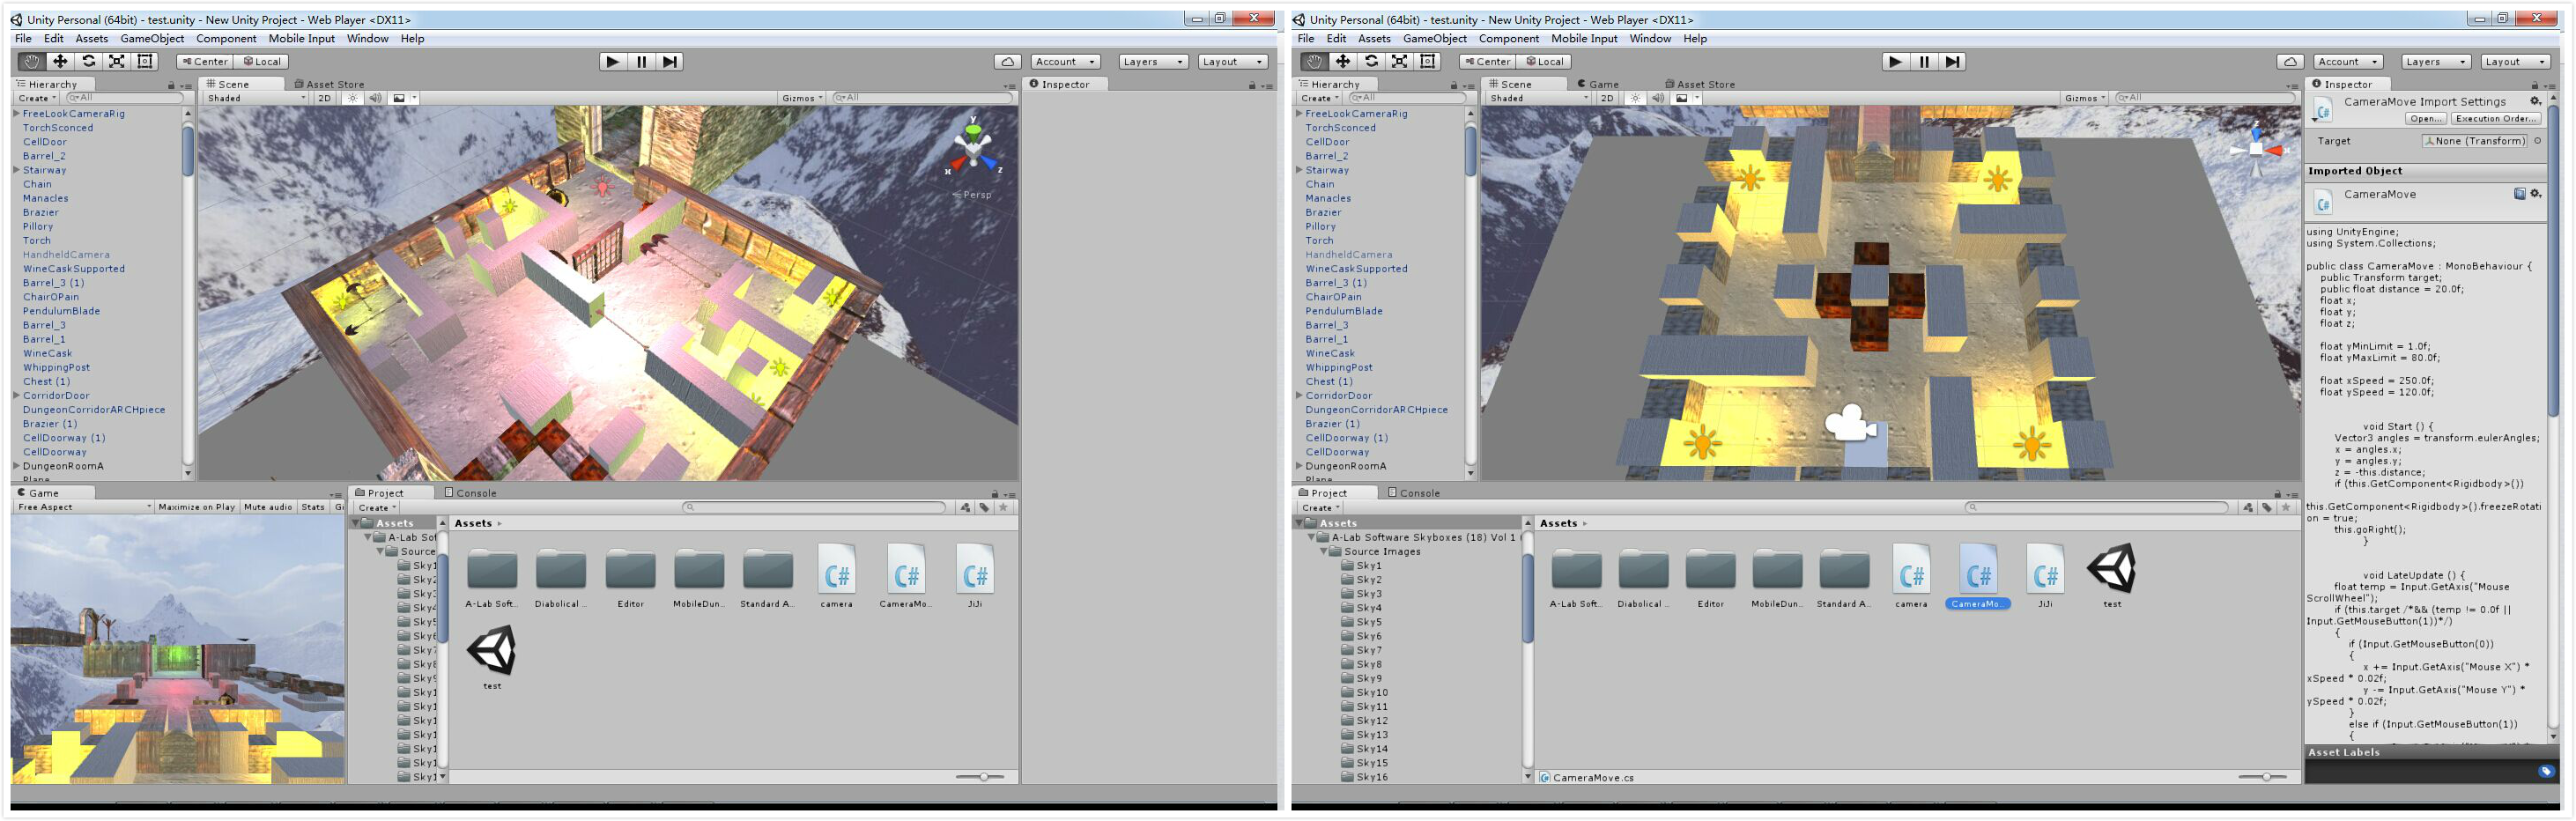 Unity Personal (64bit) - test.unity - New Unity Project - Web Player <DX11>
File Edit Assets GameObject Component Mobile Input Window Help
Center Local
Account Layers Layout
Hierarchy
Create All
FreeLookCameraRig
TorchSconced
CellDoor
Barrel_2
Stairway
Chain
Manacles
Brazier
Pillory
Torch
HandheldCamera
WineCaskSupported
Barrel_3 (1)
ChairOPain
PendulumBlade
Barrel_3
Barrel_1
WineCask
WhippingPost
Chest (1)
CorridorDoor
DungeonCorridorARCHpiece
Brazier (1)
CellDoorway (1)
CellDoorway
DungeonRoomA
Plane
Scene Asset Store
Shaded 2D Gizmos All
y
x z
Persp
Inspector
Game
Free Aspect Maximize on Play Mute audio Stats Gi
Project Console
Create
Assets
A-Lab Sof
Source
Sky1
Sky2
Sky3
Sky4
Sky5
Sky6
Sky7
Sky8
Sky9
Sky1
Sky1
Sky1
Sky1
Sky1
Sky1
Sky1
Assets
A-Lab Soft... Diabolical ... Editor MobileDun... Standard A... camera CameraMo... JiJi
test
Unity Personal (64bit) - test.unity - New Unity Project - Web Player <DX11>
File Edit Assets GameObject Component Mobile Input Window Help
Center Local
Account Layers Layout
Hierarchy
Create All
FreeLookCameraRig
TorchSconced
CellDoor
Barrel_2
Stairway
Chain
Manacles
Brazier
Pillory
Torch
HandheldCamera
WineCaskSupported
Barrel_3 (1)
ChairOPain
PendulumBlade
Barrel_3
Barrel_1
WineCask
WhippingPost
Chest (1)
CorridorDoor
DungeonCorridorARCHpiece
Brazier (1)
CellDoorway (1)
CellDoorway
DungeonRoomA
Plane
Scene Game Asset Store
Shaded 2D Gizmos All
Project Console
Create
Assets
A-Lab Software Skyboxes (18) Vol 1
Source Images
Sky1
Sky2
Sky3
Sky4
Sky5
Sky6
Sky7
Sky8
Sky9
Sky10
Sky11
Sky12
Sky13
Sky14
Sky15
Sky16
Assets
A-Lab Soft... Diabolical ... Editor MobileDun... Standard A... camera CameraMo... JiJi test
CameraMove.cs
Inspector
CameraMove Import Settings
Open... Execution Order...
Target None (Transform)
Imported Object
CameraMove
using UnityEngine;
using System.Collections;
public class CameraMove : MonoBehaviour {
public Transform target;
public float distance = 20.0f;
float x;
float y;
float z;
float yMinLimit = 1.0f;
float yMaxLimit = 80.0f;
float xSpeed = 250.0f;
float ySpeed = 120.0f;
void Start () {
Vector3 angles = transform.eulerAngles;
x = angles.x;
y = angles.y;
z = -this.distance;
if (this.GetComponent<Rigidbody>())
this.GetComponent<Rigidbody>().freezeRotati
on = true;
this.goRight();
}
void LateUpdate () {
float temp = Input.GetAxis("Mouse
ScrollWheel");
if (this.target /*&& (temp != 0.0f ||
Input.GetMouseButton(1))*/)
{
if (Input.GetMouseButton(0))
{
x += Input.GetAxis("Mouse X") *
xSpeed * 0.02f;
y -= Input.GetAxis("Mouse Y") *
ySpeed * 0.02f;
}
else if (Input.GetMouseButton(1))
{
Asset Labels